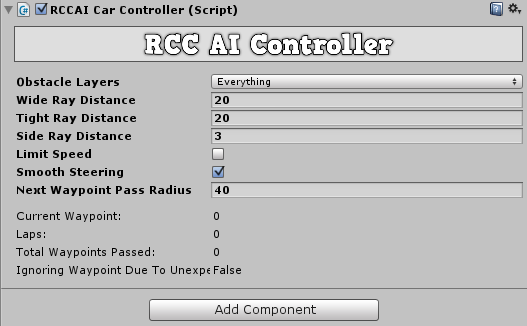 RCCAI Car Controller (Script)
RCC AI Controller
Obstacle Layers Everything
Wide Ray Distance 20
Tight Ray Distance 20
Side Ray Distance 3
Limit Speed
Smooth Steering
Next Waypoint Pass Radius 40
Current Waypoint: 0
Laps: 0
Total Waypoints Passed: 0
Ignoring Waypoint Due To Unexpe False
Add Component